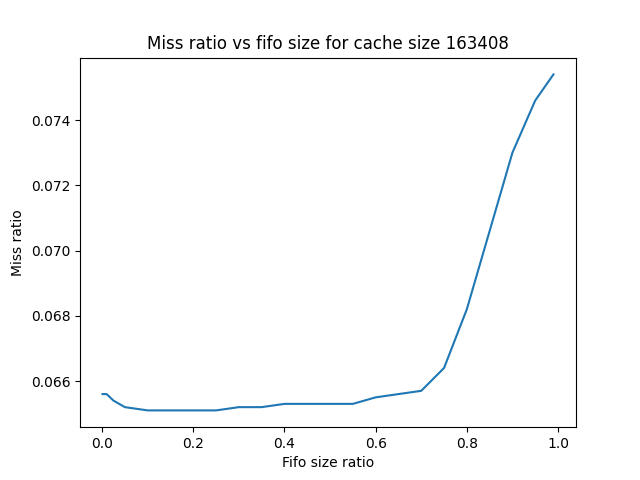 Miss ratio vs fifo size for cache size 163408
0.074
0.072
0.070
0.068
0.066
Miss ratio
0.0 0.2 0.4 0.6 0.8 1.0
Fifo size ratio